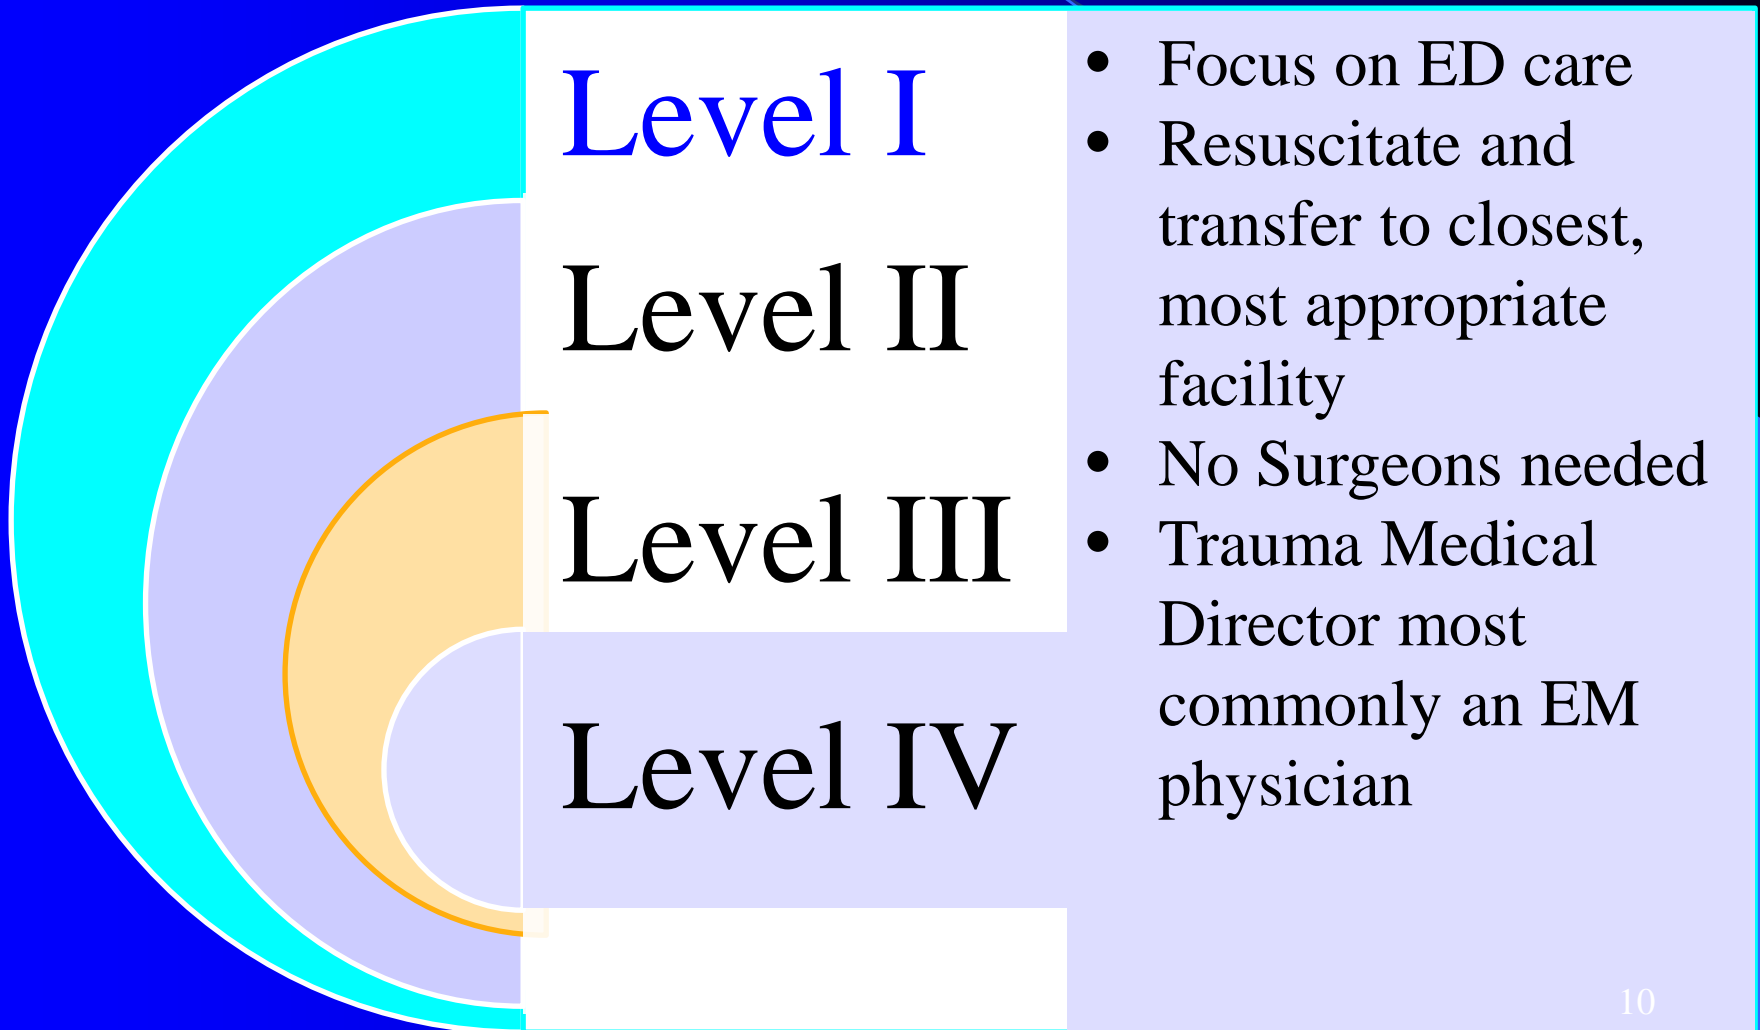 Level I
Level II
Level III
Level IV
• Focus on ED care
• Resuscitate and
transfer to closest,
most appropriate
facility
• No Surgeons needed
• Trauma Medical
Director most
commonly an EM
physician
10